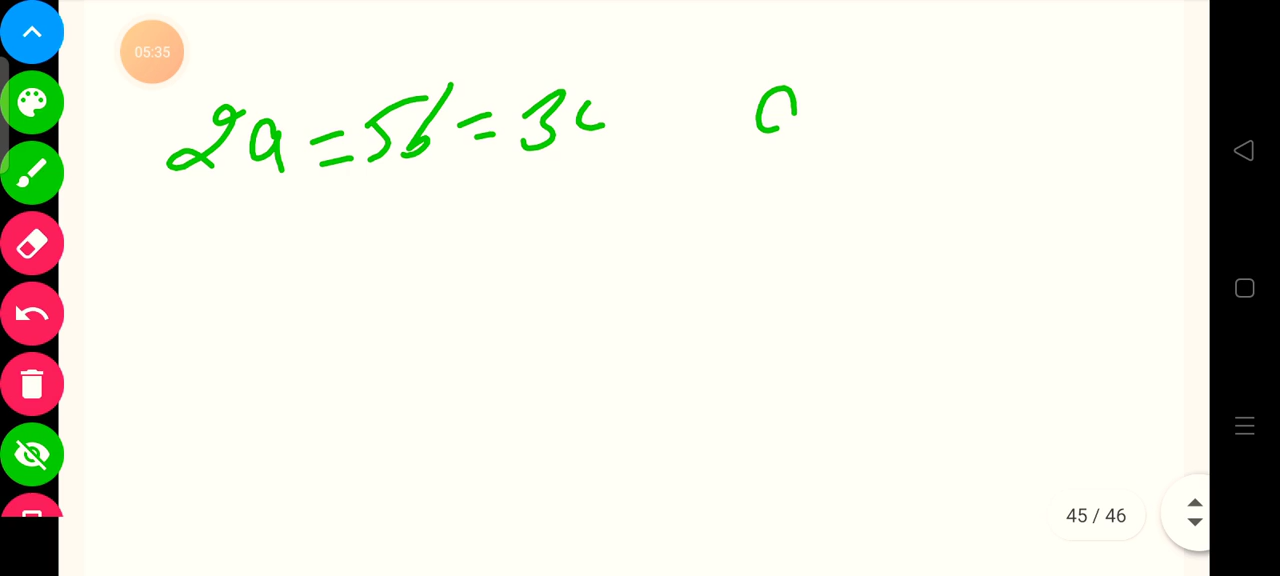 05:35
2a = 5b = 3c
45 / 46